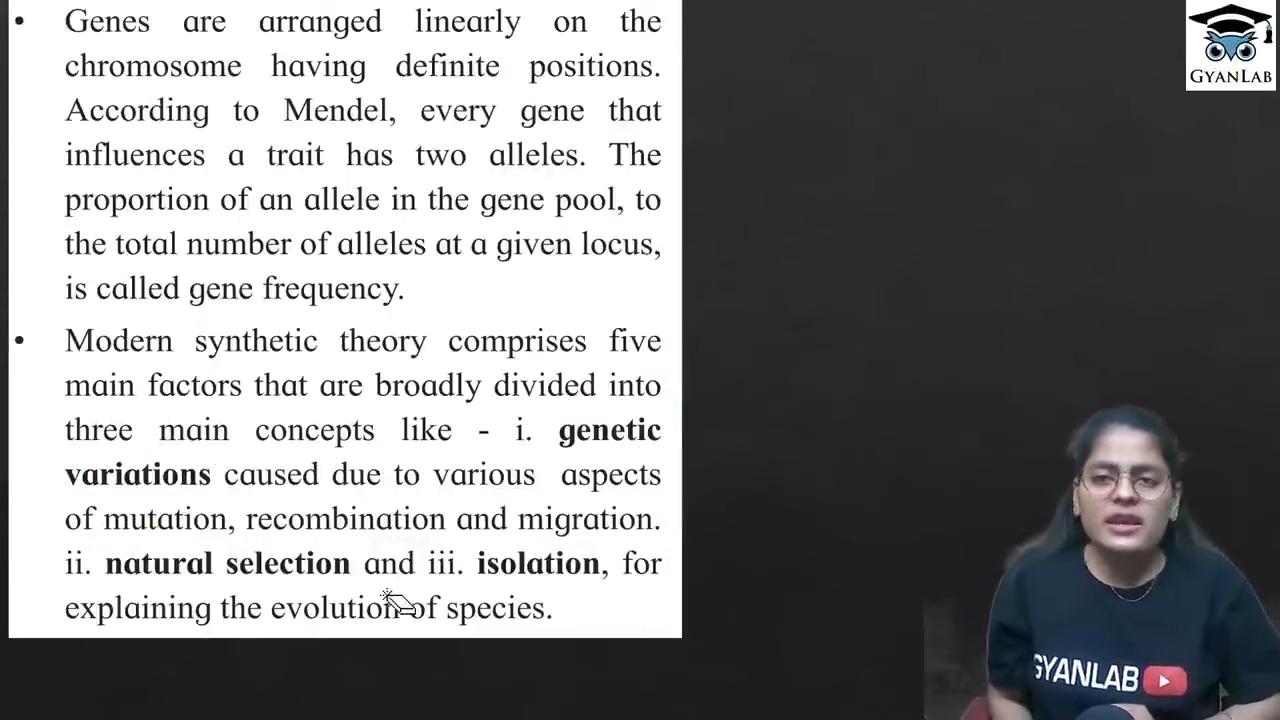 • Genes are arranged linearly on the
chromosome having definite positions.
According to Mendel, every gene that
influences a trait has two alleles. The
proportion of an allele in the gene pool, to
the total number of alleles at a given locus,
is called gene frequency.
• Modern synthetic theory comprises five
main factors that are broadly divided into
three main concepts like - i. genetic
variations caused due to various aspects
of mutation, recombination and migration.
ii. natural selection and iii. isolation, for
explaining the evolution of species.
GYANLAB
GYANLAB